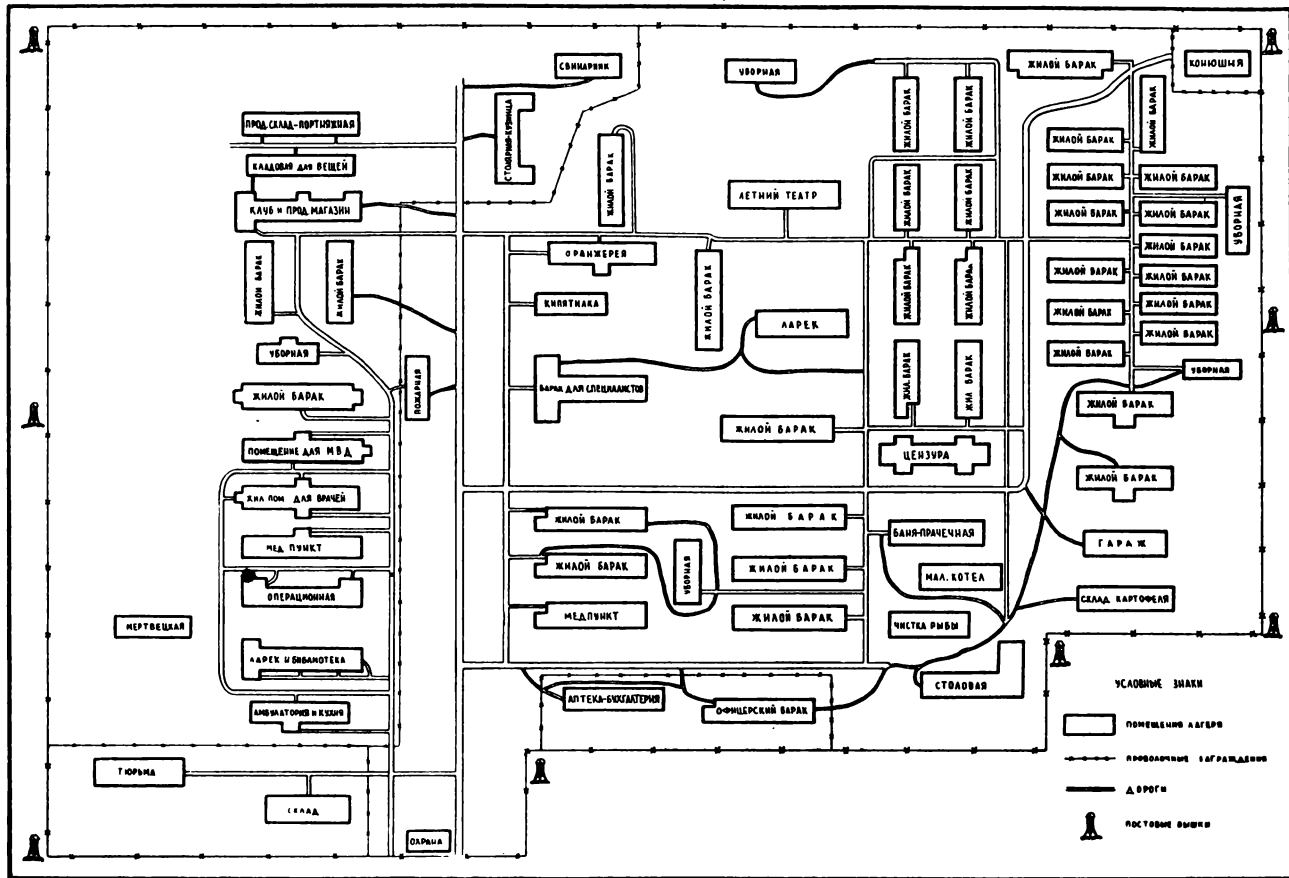 СВИНАРНИК
УБОРНАЯ
ЖИЛОЙ БАРАК
КОНЮШНЯ
СТОЛЯРНАЯ-КУЗНИЦА
ЖИЛОЙ БАРАК
ЖИЛОЙ БАРАК
ЖИЛОЙ БАРАК
ПРОД. СКЛАД-ПОРТНЯЖНАЯ
КЛАДОВАЯ ДЛЯ ВЕЩЕЙ
ЖИЛОЙ БАРАК
ЖИЛОЙ БАРАК
КЛУБ И ПРОД. МАГАЗИН
ЖИЛОЙ БАРАК
ЛЕТНИЙ ТЕАТР
ЖИЛОЙ БАРАК
ЖИЛОЙ БАРАК
ЖИЛОЙ БАРАК
ЖИЛОЙ БАРАК
ЖИЛОЙ БАРАК
ЖИЛОЙ БАРАК
УБОРНАЯ
ЖИЛОЙ БАРАК
ЖИЛОЙ БАРАК
ОРАНЖЕРЕЯ
ЖИЛОЙ БАРАК
ЖИЛОЙ БАРАК
ЖИЛОЙ БАРАК
ЖИЛОЙ БАРАК
ЖИЛОЙ БАРАК
ЖИЛОЙ БАРАК
КИПЯТИЛКА
ЛАРЕК
ЖИЛОЙ БАРАК
ЖИЛОЙ БАРАК
ЖИЛОЙ БАРАК
УБОРНАЯ
ПОЖАРНАЯ
ЖИЛ. БАРАК
ЖИЛ БАРАК
ЖИЛОЙ БАРАК
УБОРНАЯ
ЖИЛОЙ БАРАК
БАРАК ДЛЯ СПЕЦИАЛИСТОВ
ЖИЛОЙ БАРАК
ЖИЛОЙ БАРАК
ПОМЕЩЕНИЕ ДЛЯ МВД
ЦЕНЗУРА
ЖИЛОЙ БАРАК
ЖИЛ ПОМ ДЛЯ ВРАЧЕЙ
ЖИЛОЙ БАРАК
ЖИЛОЙ БАРАК
БАНЯ-ПРАЧЕЧНАЯ
ГАРАЖ
МЕД ПУНКТ
ЖИЛОЙ БАРАК
УБОРНАЯ
ЖИЛОЙ БАРАК
МАЛ. КОТЕЛ
ОПЕРАЦИОННАЯ
СКЛАД КАРТОФЕЛЯ
МЕРТВЕЦКАЯ
МЕДПУНКТ
ЖИЛОЙ БАРАК
ЧИСТКА РЫБЫ
ЛАРЕК И БИБЛИОТЕКА
СТОЛОВАЯ
АПТЕКА-БУХГАЛТЕРИЯ
АМБУЛАТОРИЯ И КУХНЯ
ОФИЦЕРСКИЙ БАРАК
ТЮРЬМА
СКЛАД
ОХРАНА
УСЛОВНЫЕ ЗНАКИ
ПОМЕЩЕНИЯ ЛАГЕРЯ
ПРОВОЛОЧНЫЕ ЗАГРАЖДЕНИЯ
ДОРОГИ
ПОСТОВЫЕ ВЫШКИ